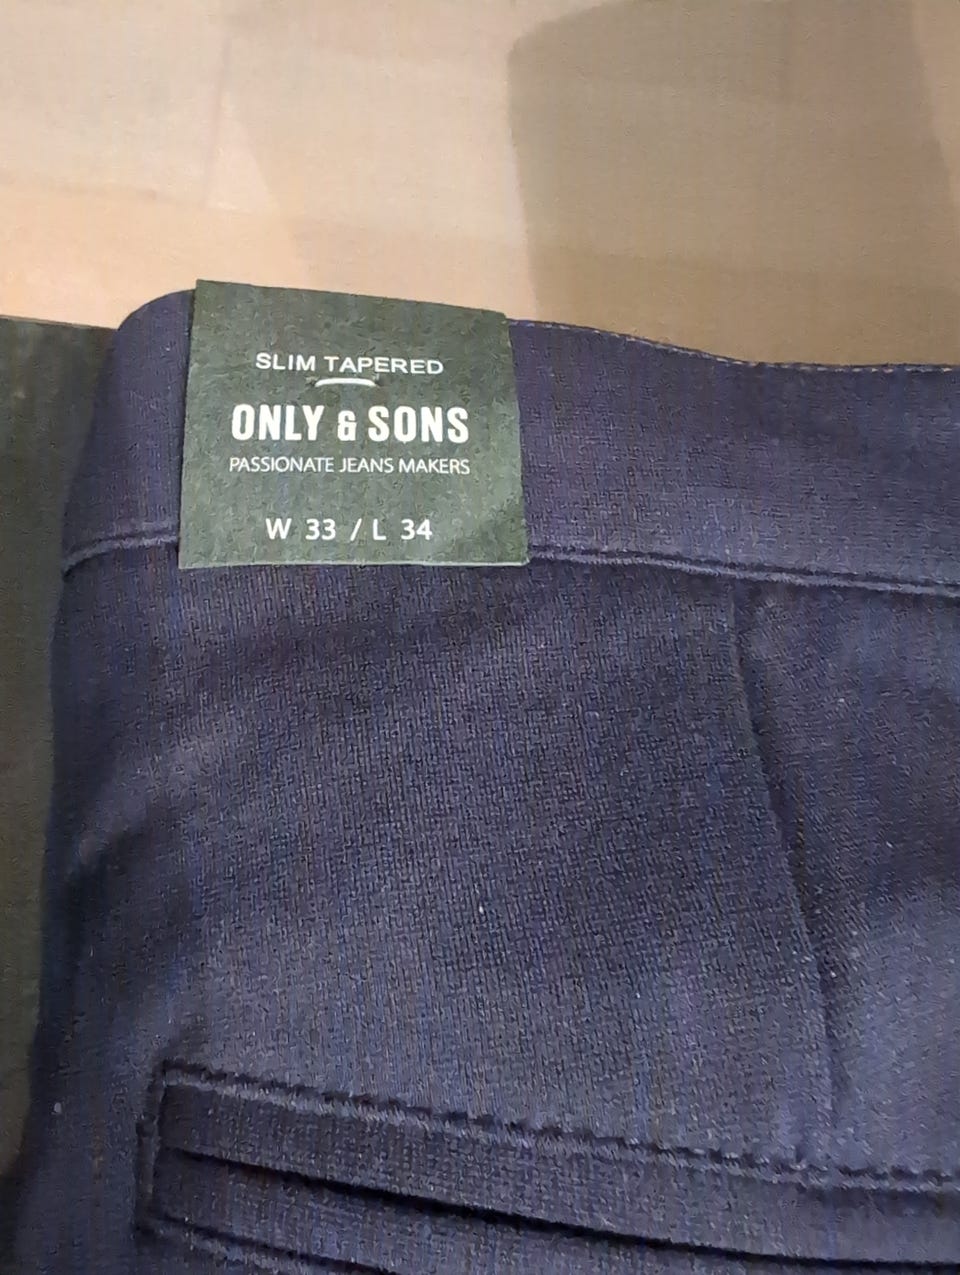 SLIM TAPERED
ONLY & SONS
PASSIONATE JEANS MAKERS
W 33 / L 34